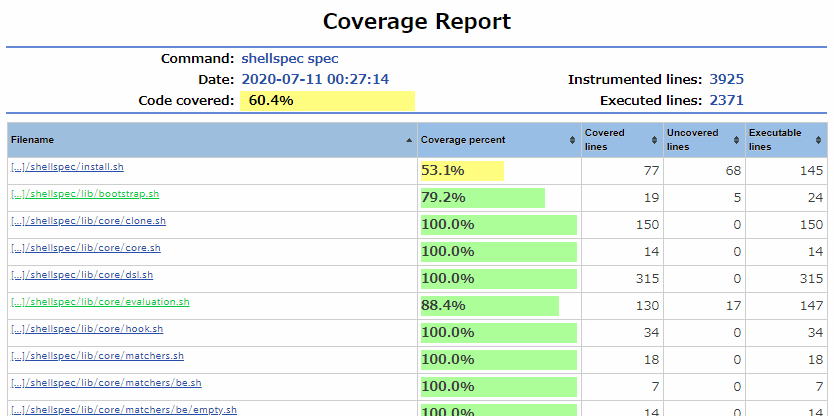 Coverage Report
Command: shellspec spec
Date: 2020-07-11 00:27:14 Instrumented lines: 3925
Code covered: 60.4% Executed lines: 2371
Filename Coverage percent Covered lines Uncovered lines Executable lines
[...]/shellspec/install.sh 53.1% 77 68 145
[...]/shellspec/lib/bootstrap.sh 79.2% 19 5 24
[...]/shellspec/lib/core/clone.sh 100.0% 150 0 150
[...]/shellspec/lib/core/core.sh 100.0% 14 0 14
[...]/shellspec/lib/core/dsl.sh 100.0% 315 0 315
[...]/shellspec/lib/core/evaluation.sh 88.4% 130 17 147
[...]/shellspec/lib/core/hook.sh 100.0% 34 0 34
[...]/shellspec/lib/core/matchers.sh 100.0% 18 0 18
[...]/shellspec/lib/core/matchers/be.sh 100.0% 7 0 7
[...]/shellspec/lib/core/matchers/be/empty.sh 100.0% 14 0 14